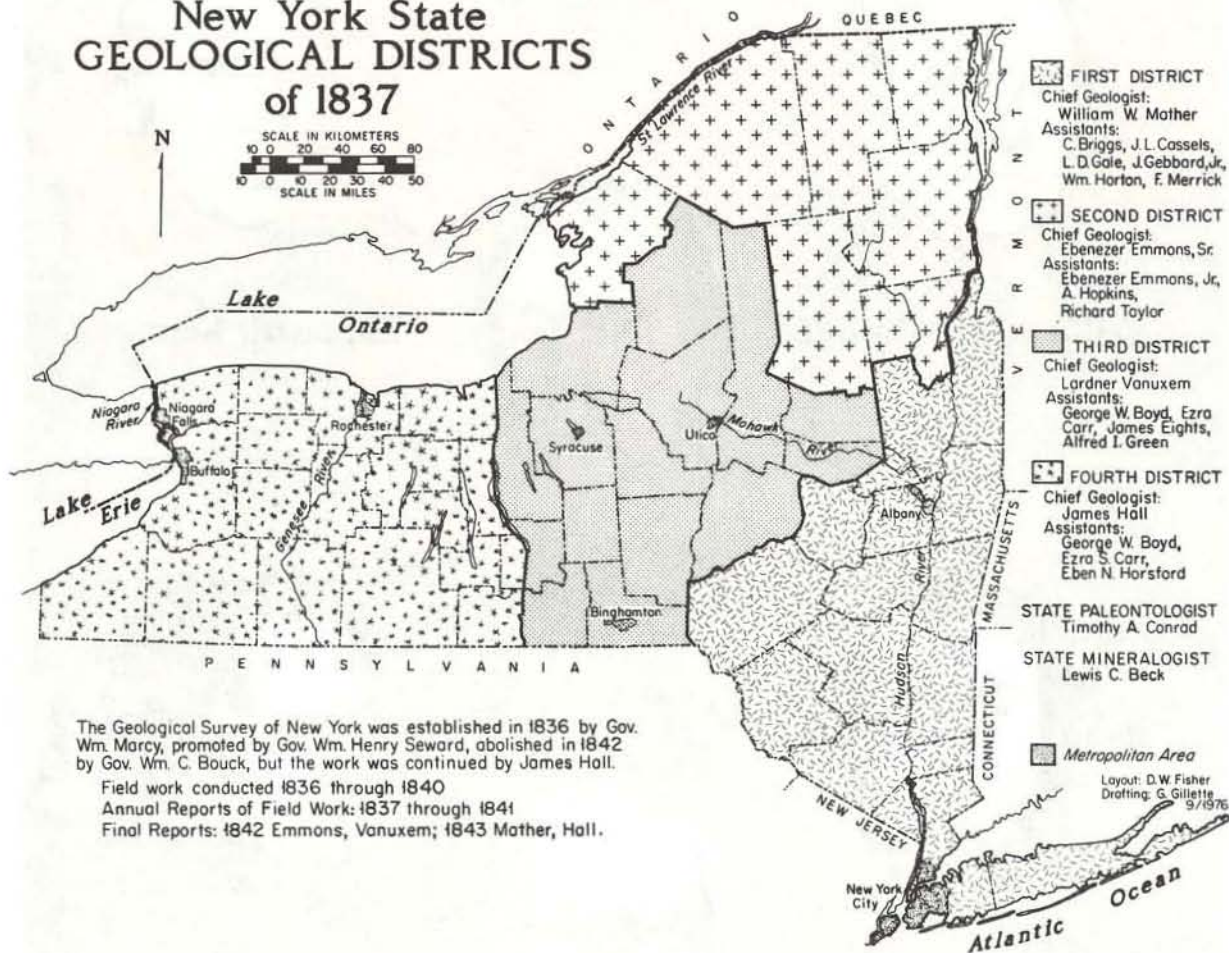 New York State
GEOLOGICAL DISTRICTS
of 1837
N
SCALE IN KILOMETERS
10 0 20 40 60 80
10 0 10 20 30 40 50
SCALE IN MILES
ONTARIO
QUEBEC
St Lawrence River
VERMONT
Lake
Ontario
Niagara
River
Niagara
Falls
Buffalo
Rochester
Genesee River
Lake
Erie
Syracuse
Utica
Mohawk
River
Binghamton
Albany
Hudson
River
MASSACHUSETTS
CONNECTICUT
PENNSYLVANIA
NEW JERSEY
New York
City
Atlantic
Ocean
FIRST DISTRICT
Chief Geologist:
William W. Mather
Assistants:
C. Briggs, J. L. Cassels,
L. D. Gale, J. Gebbard, Jr.,
Wm. Horton, F. Merrick
SECOND DISTRICT
Chief Geologist:
Ebenezer Emmons, Sr.
Assistants:
Ebenezer Emmons, Jr.,
A. Hopkins,
Richard Taylor
THIRD DISTRICT
Chief Geologist:
Lardner Vanuxem
Assistants:
George W. Boyd, Ezra
Carr, James Eights,
Alfred I. Green
FOURTH DISTRICT
Chief Geologist:
James Hall
Assistants:
George W. Boyd,
Ezra S. Carr,
Eben N. Horsford
STATE PALEONTOLOGIST
Timothy A. Conrad
STATE MINERALOGIST
Lewis C. Beck
Metropolitan Area
Layout: D. W. Fisher
Drafting: G. Gillette
9/1976
The Geological Survey of New York was established in 1836 by Gov.
Wm. Marcy, promoted by Gov. Wm. Henry Seward, abolished in 1842
by Gov. Wm. C. Bouck, but the work was continued by James Hall.
Field work conducted 1836 through 1840
Annual Reports of Field Work: 1837 through 1841
Final Reports: 1842 Emmons, Vanuxem; 1843 Mather, Hall.